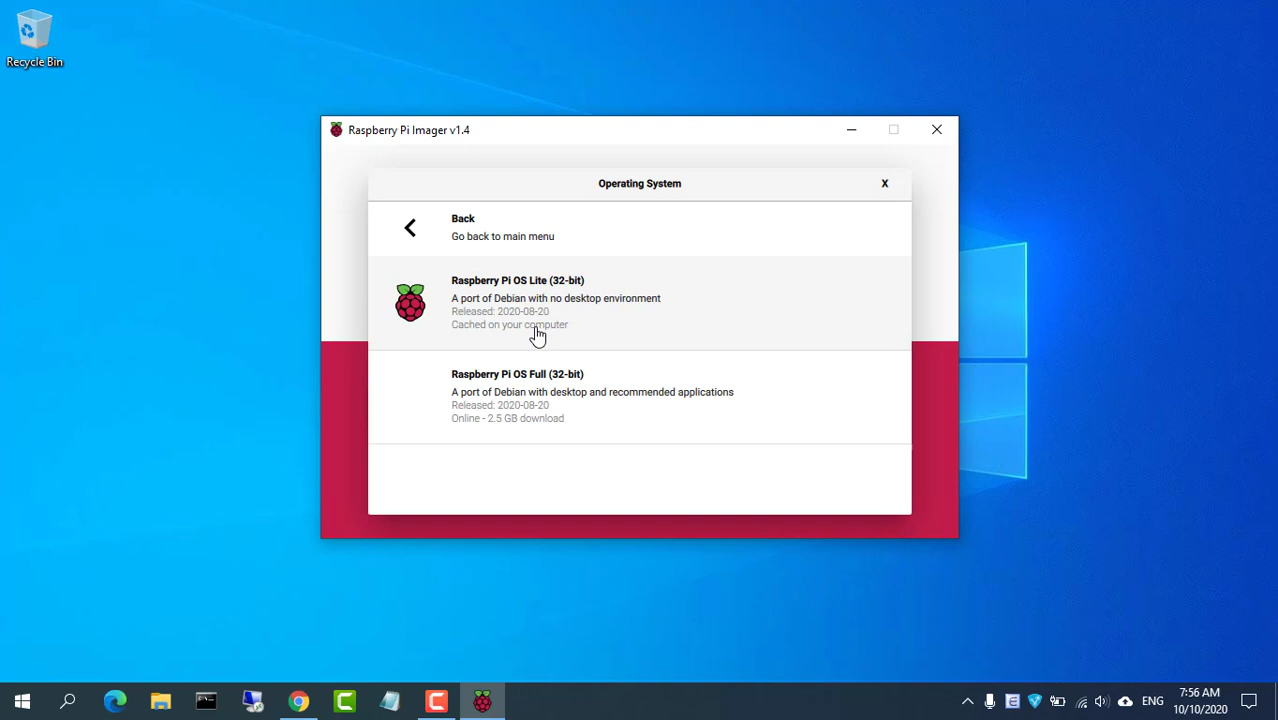 Recycle Bin
Raspberry Pi Imager v1.4
Operating System
X
Back
Go back to main menu
Raspberry Pi OS Lite (32-bit)
A port of Debian with no desktop environment
Released: 2020-08-20
Cached on your computer
Raspberry Pi OS Full (32-bit)
A port of Debian with desktop and recommended applications
Released: 2020-08-20
Online - 2.5 GB download
ENG
7:56 AM
10/10/2020